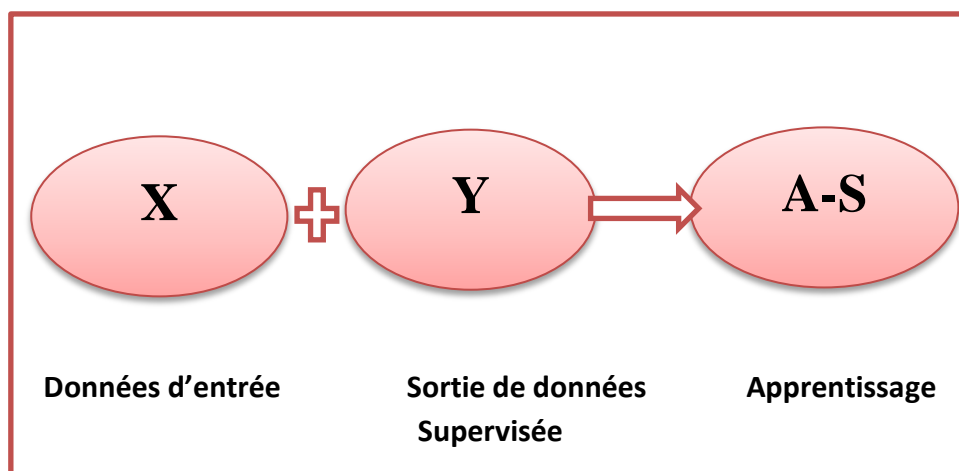 X Y A-S
Données d’entrée Sortie de données Apprentissage
Supervisée